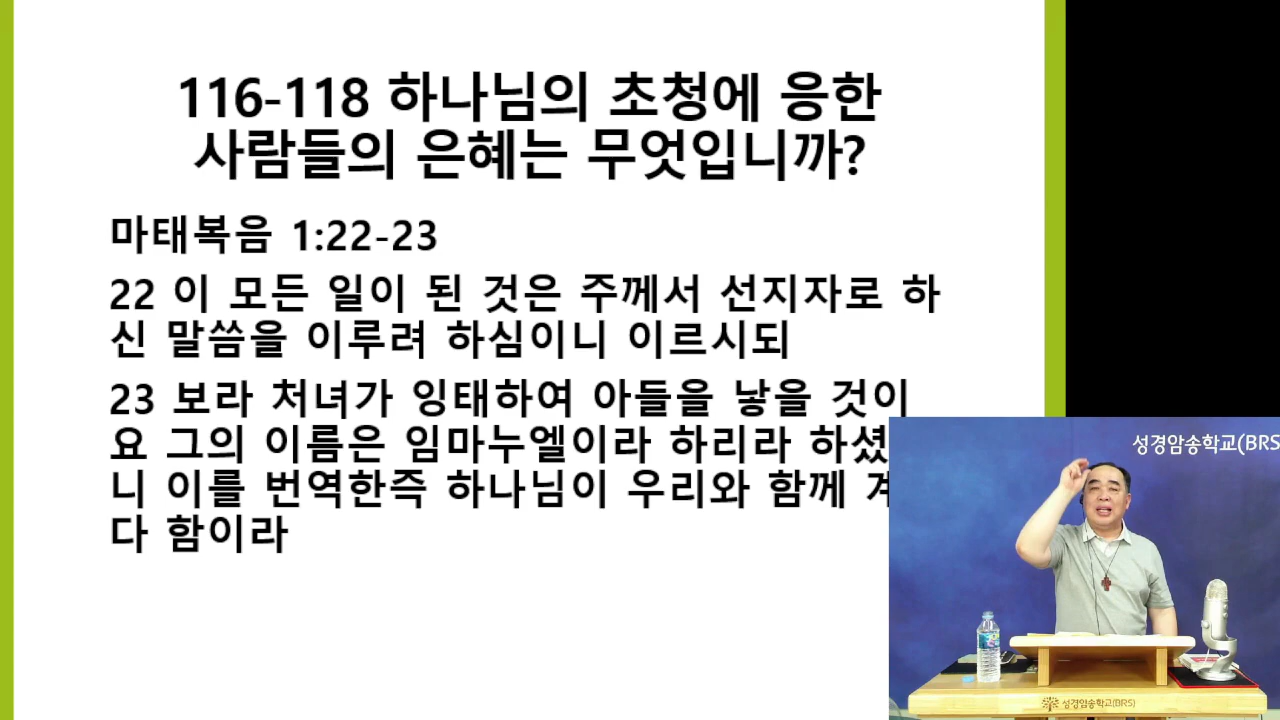 116-118 하나님의 초청에 응한
사람들의 은혜는 무엇입니까?
마태복음 1:22-23
22 이 모든 일이 된 것은 주께서 선지자로 하
신 말씀을 이루려 하심이니 이르시되
23 보라 처녀가 잉태하여 아들을 낳을 것이
요 그의 이름은 임마누엘이라 하리라 하셨
니 이를 번역한즉 하나님이 우리와 함께
다 함이라
성경암송학교(BRS
성경암송학교(BRS)